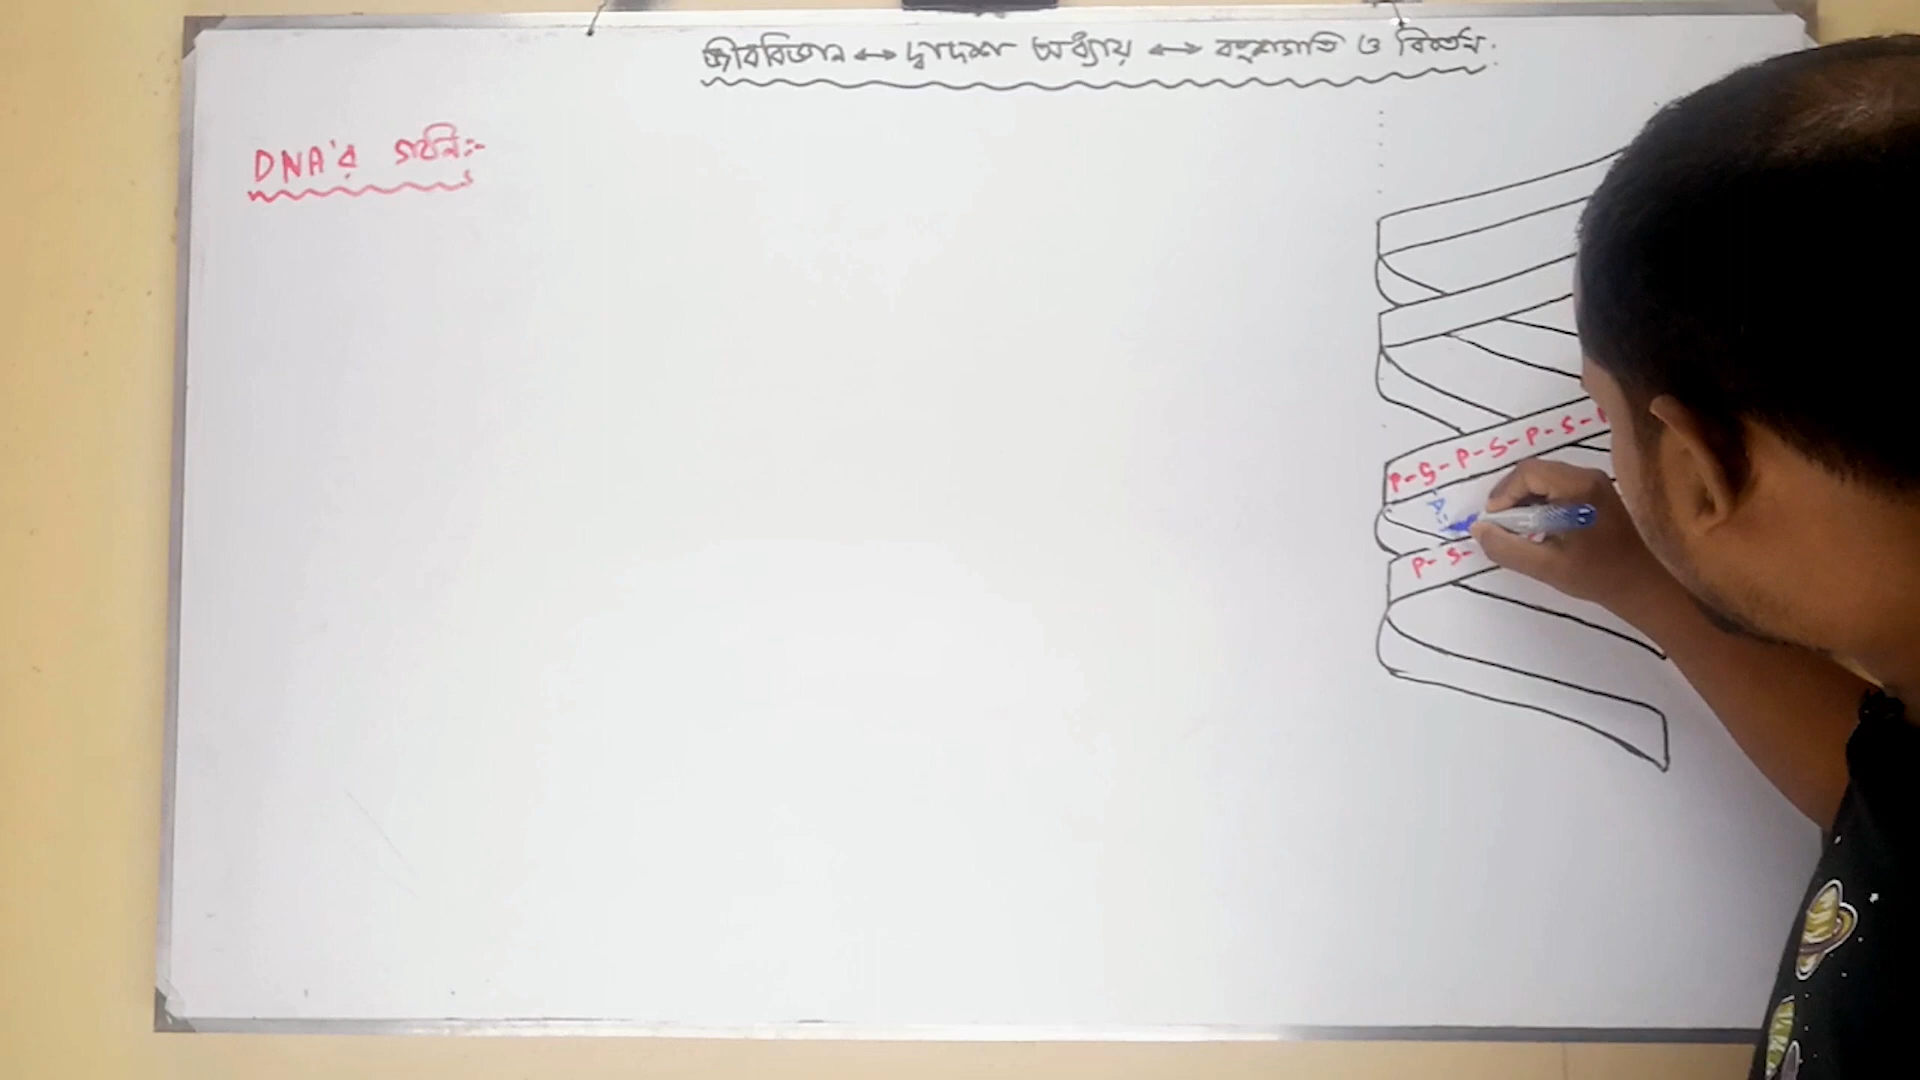 জীববিজ্ঞান ↔ দ্বাদশ অধ্যায় ↔ বংশগতি ও বিবর্তন.
DNA'র গঠন:-
P-S-P-S-P-S-
P-S-